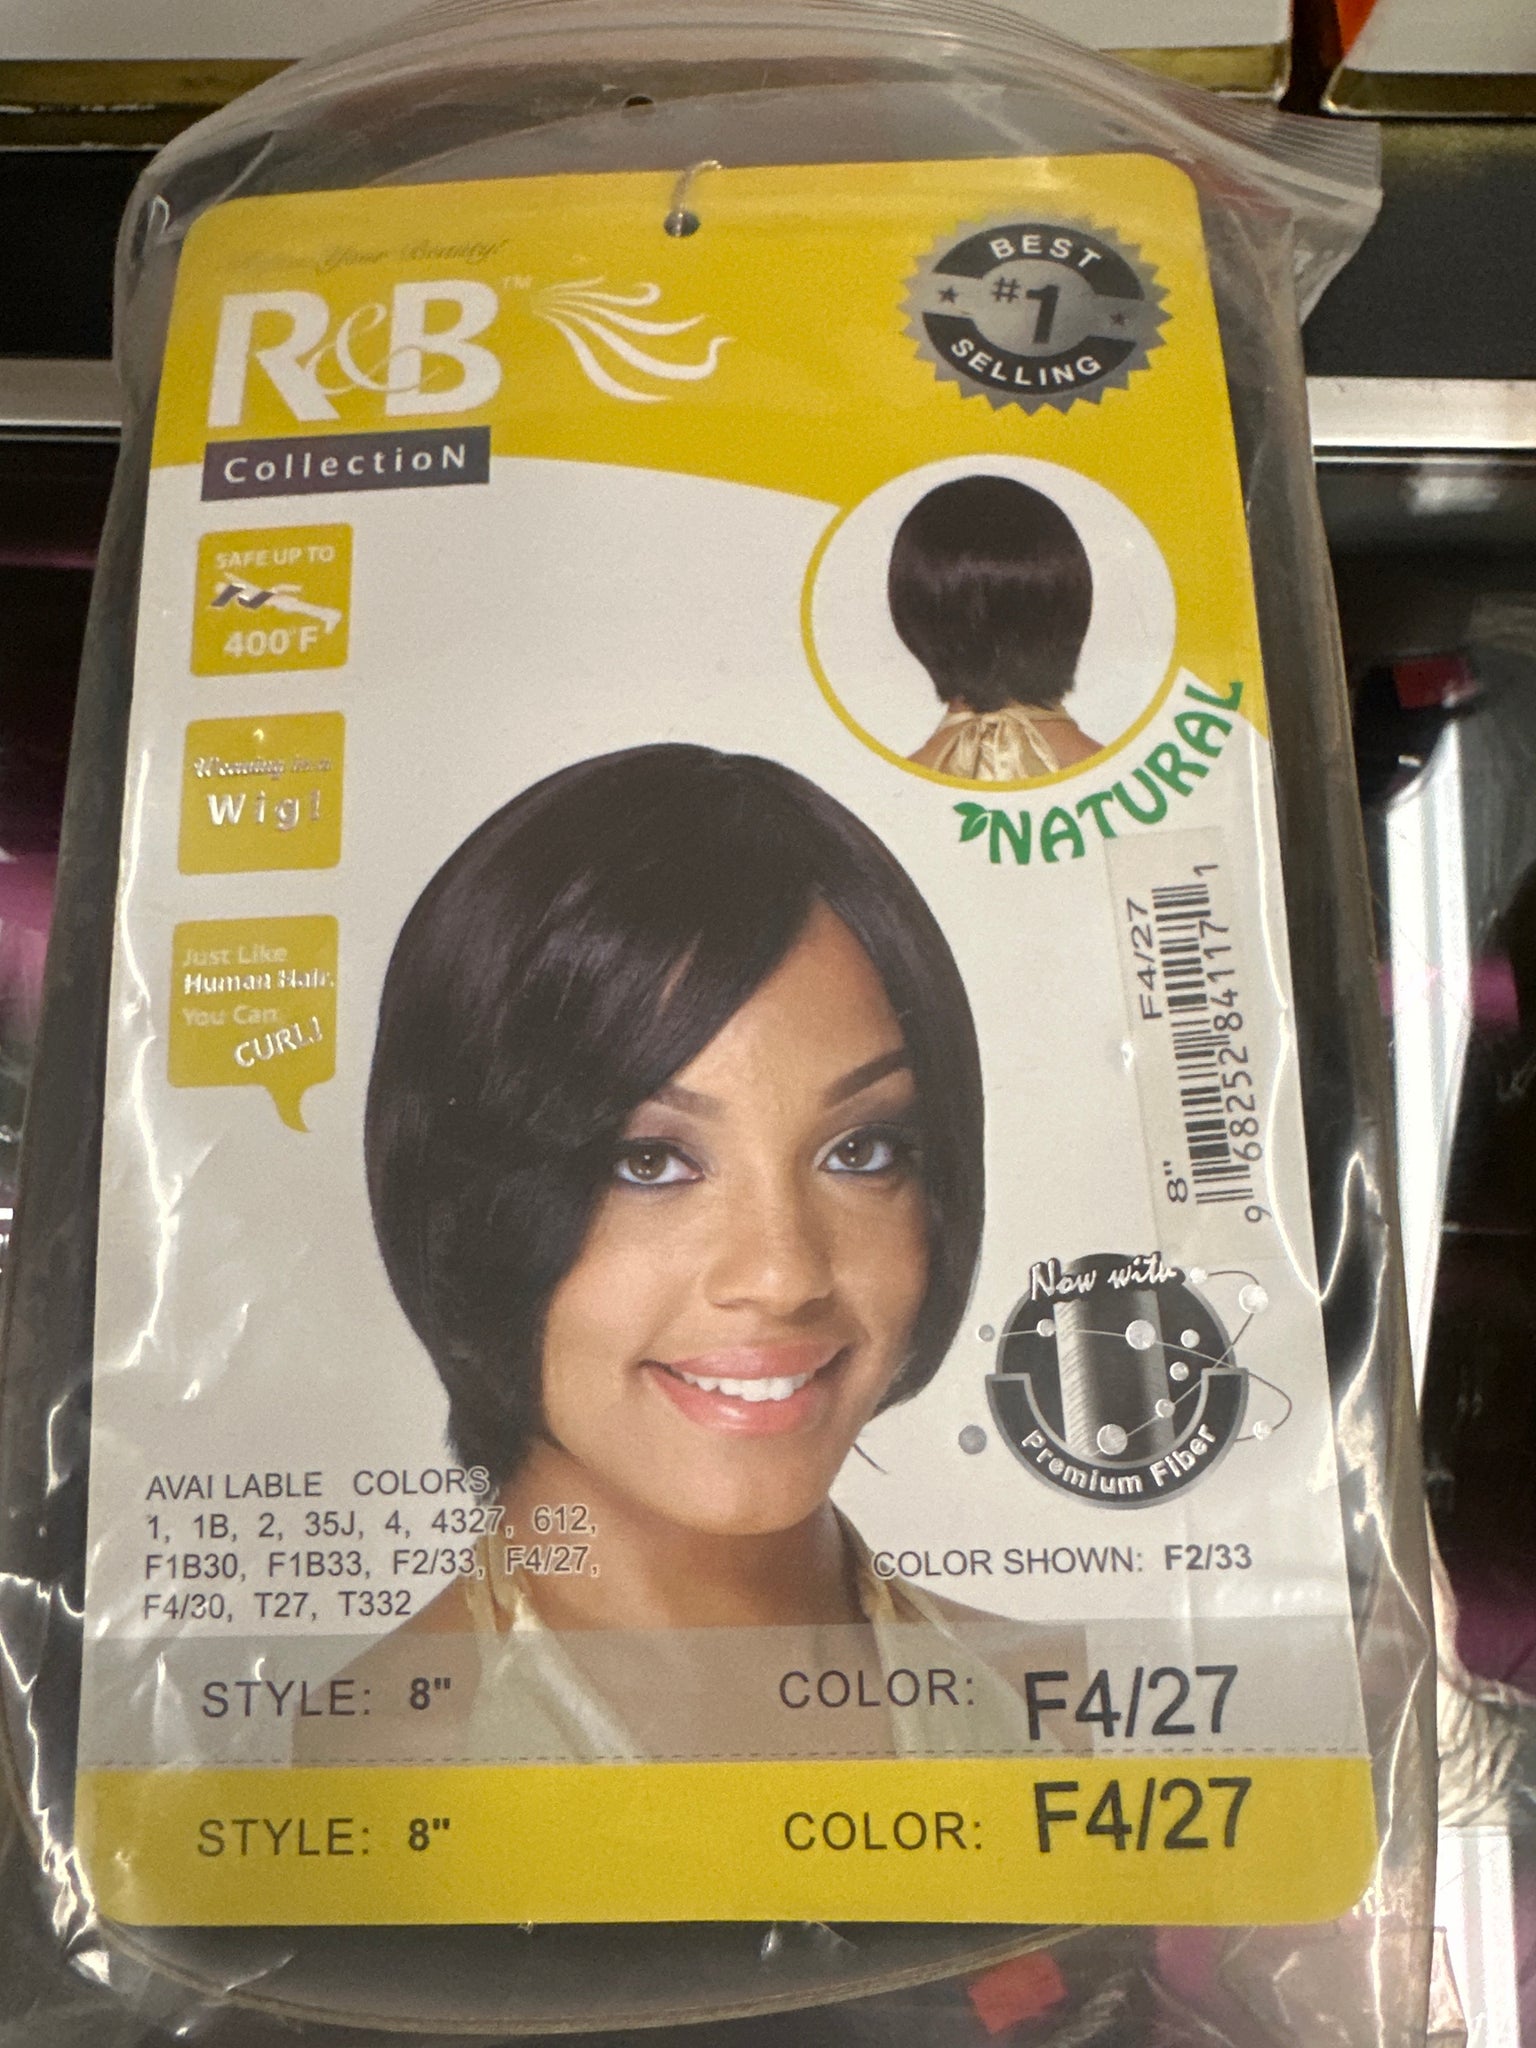 Your Beauty!
R&B™
CollectioN
BEST
#1
SELLING
SAFE UP TO
400°F
Wig!
Just Like
Human Hair.
You Can
CURL!
NATURAL
F4/27
8"
9 68252 84117 1
Now with
Premium Fiber
AVAI LABLE COLORS
1, 1B, 2, 35J, 4, 4327, 612,
F1B30, F1B33, F2/33, F4/27,
F4/30, T27, T332
COLOR SHOWN: F2/33
STYLE: 8" COLOR: F4/27
STYLE: 8" COLOR: F4/27